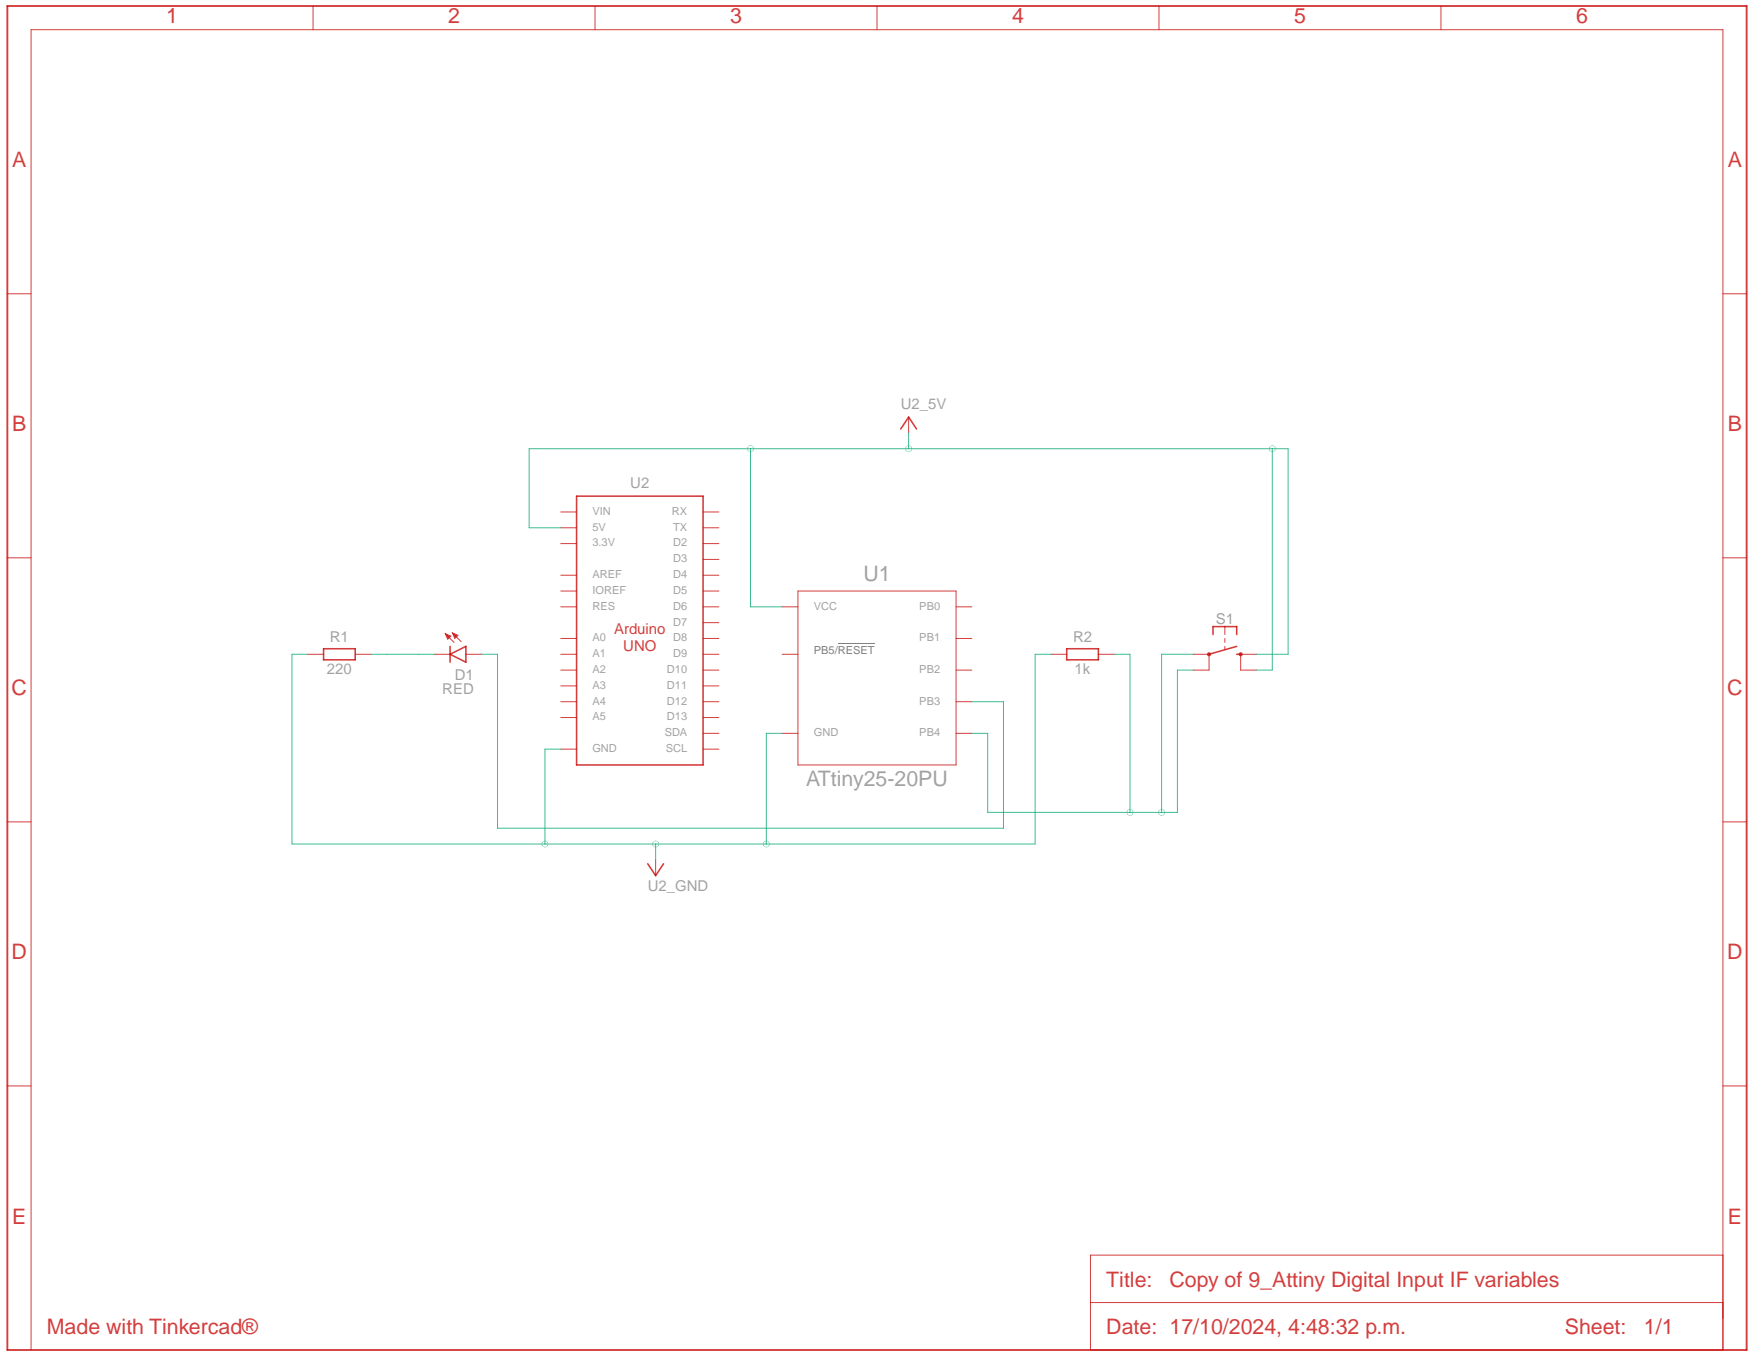 1 2 3 4 5 6
A A
B B
C C
D D
E E
U2_5V
U2
VIN RX
5V TX
3.3V D2
D3
AREF D4
IOREF D5
RES D6
D7
A0 D8
A1 D9
A2 D10
A3 D11
A4 D12
A5 D13
SDA
GND SCL
Arduino
UNO
U1
VCC PB0
PB1
PB5/RESET
PB2
PB3
GND PB4
ATtiny25-20PU
R1
220
D1
RED
R2
1k
S1
U2_GND
Title: Copy of 9_Attiny Digital Input IF variables
Date: 17/10/2024, 4:48:32 p.m. Sheet: 1/1
Made with Tinkercad®